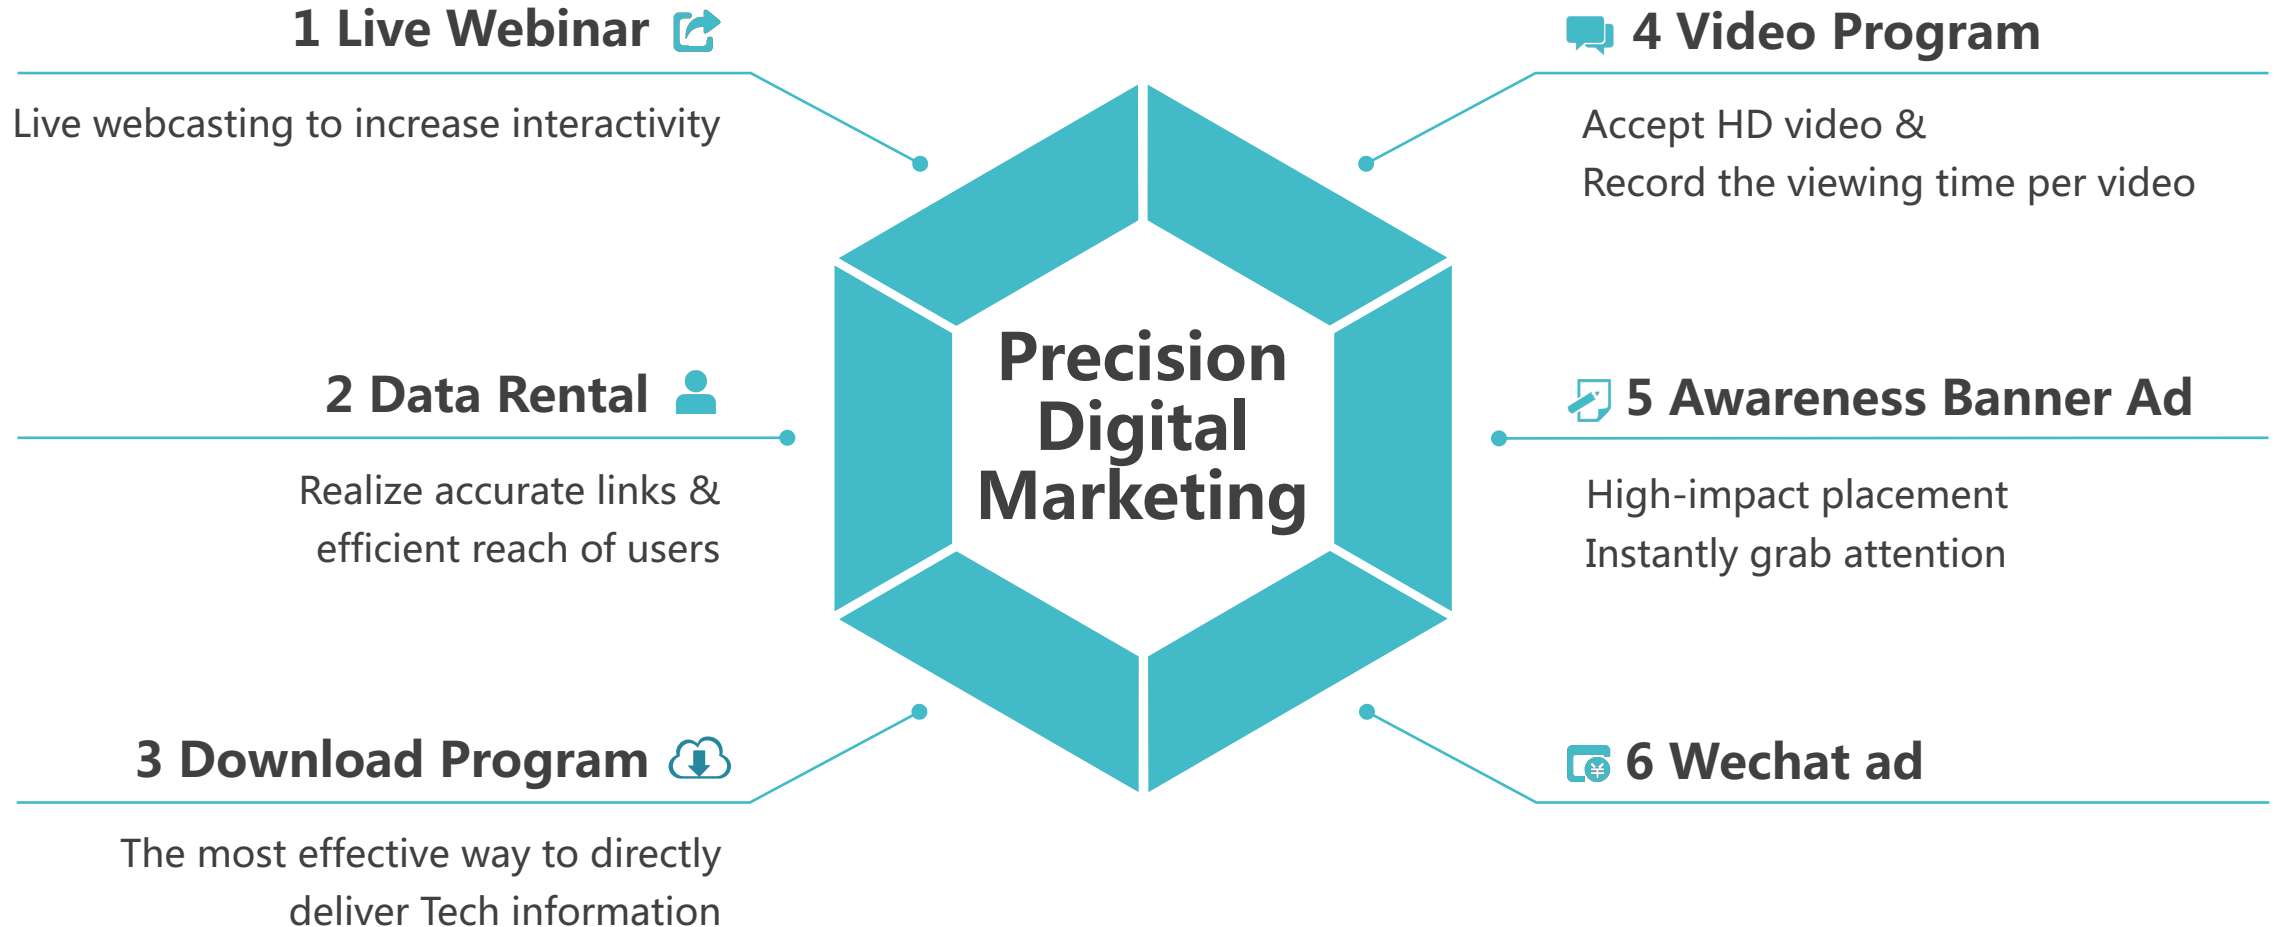 1 Live Webinar
Live webcasting to increase interactivity
2 Data Rental
Realize accurate links &
efficient reach of users
3 Download Program
The most effective way to directly
deliver Tech information
Precision
Digital
Marketing
4 Video Program
Accept HD video &
Record the viewing time per video
5 Awareness Banner Ad
High-impact placement
Instantly grab attention
¥
6 Wechat ad